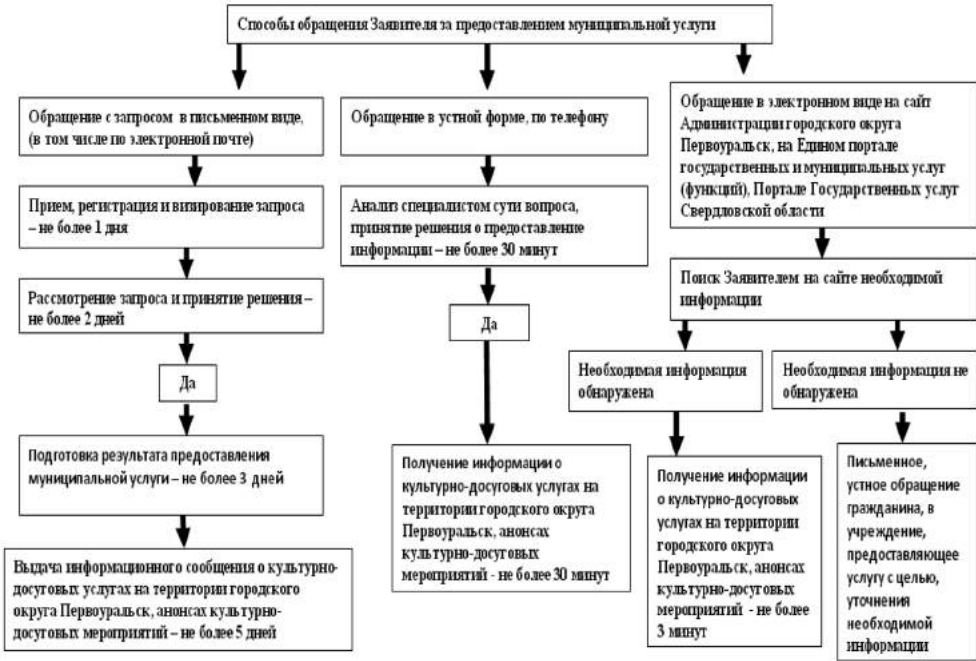 Способы обращения Заявителя за предоставлением муниципальной услуги
Обращение с запросом в письменном виде,
(в том числе по электронной почте)
Прием, регистрация и визирование запроса
– не более 1 дня
Рассмотрение запроса и принятие решения –
не более 2 дней
Да
Подготовка результата предоставления
муниципальной услуги – не более 3 дней
Выдача информационного сообщения о культурно-
досуговых услугах на территории городского
округа Первоуральск, анонсах культурно-
досуговых мероприятий – не более 5 дней
Обращение в устной форме, по телефону
Анализ специалистом сути вопроса,
принятие решения о предоставление
информации – не более 30 минут
Да
Получение информации о
культурно-досуговых услугах на
территории городского округа
Первоуральск, анонсах
культурно-досуговых
мероприятий - не более 30 минут
Обращение в электронном виде на сайт
Администрации городского округа
Первоуральск, на Едином портале
государственных и муниципальных услуг
(функций), Портале Государственных услуг
Свердловской области
Поиск Заявителем на сайте необходимой
информации
Необходимая информация
обнаружена
Получение информации
о культурно-досуговых
услугах на территории
городского округа
Первоуральск, анонсах
культурно-досуговых
мероприятий - не более
3 минут
Необходимая информация не
обнаружена
Письменное,
устное обращение
гражданина, в
учреждение,
предоставляющее
услугу с целью,
уточнения
необходимой
информации